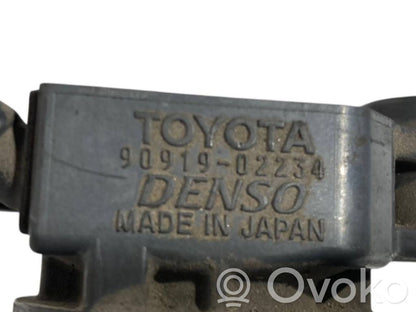 TOYOTA
90919-02234
DENSO
MADE IN JAPAN
Ovoko